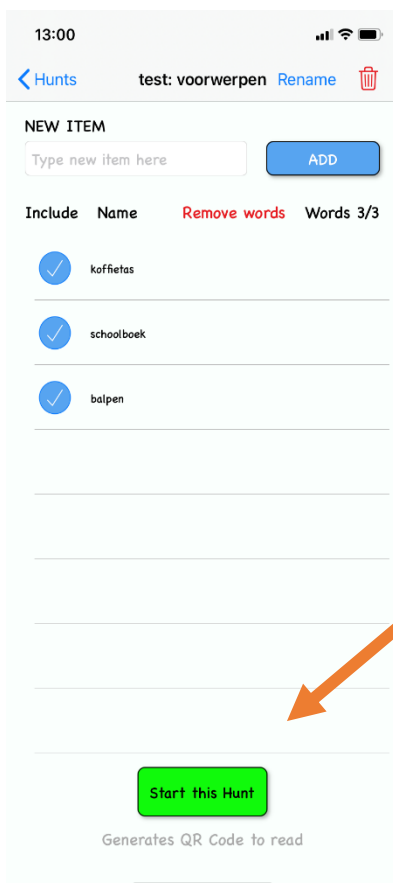 13:00
Hunts test: voorwerpen Rename
NEW ITEM
Type new item here ADD
Include Name Remove words Words 3/3
koffietas
schoolboek
balpen
Start this Hunt
Generates QR Code to read